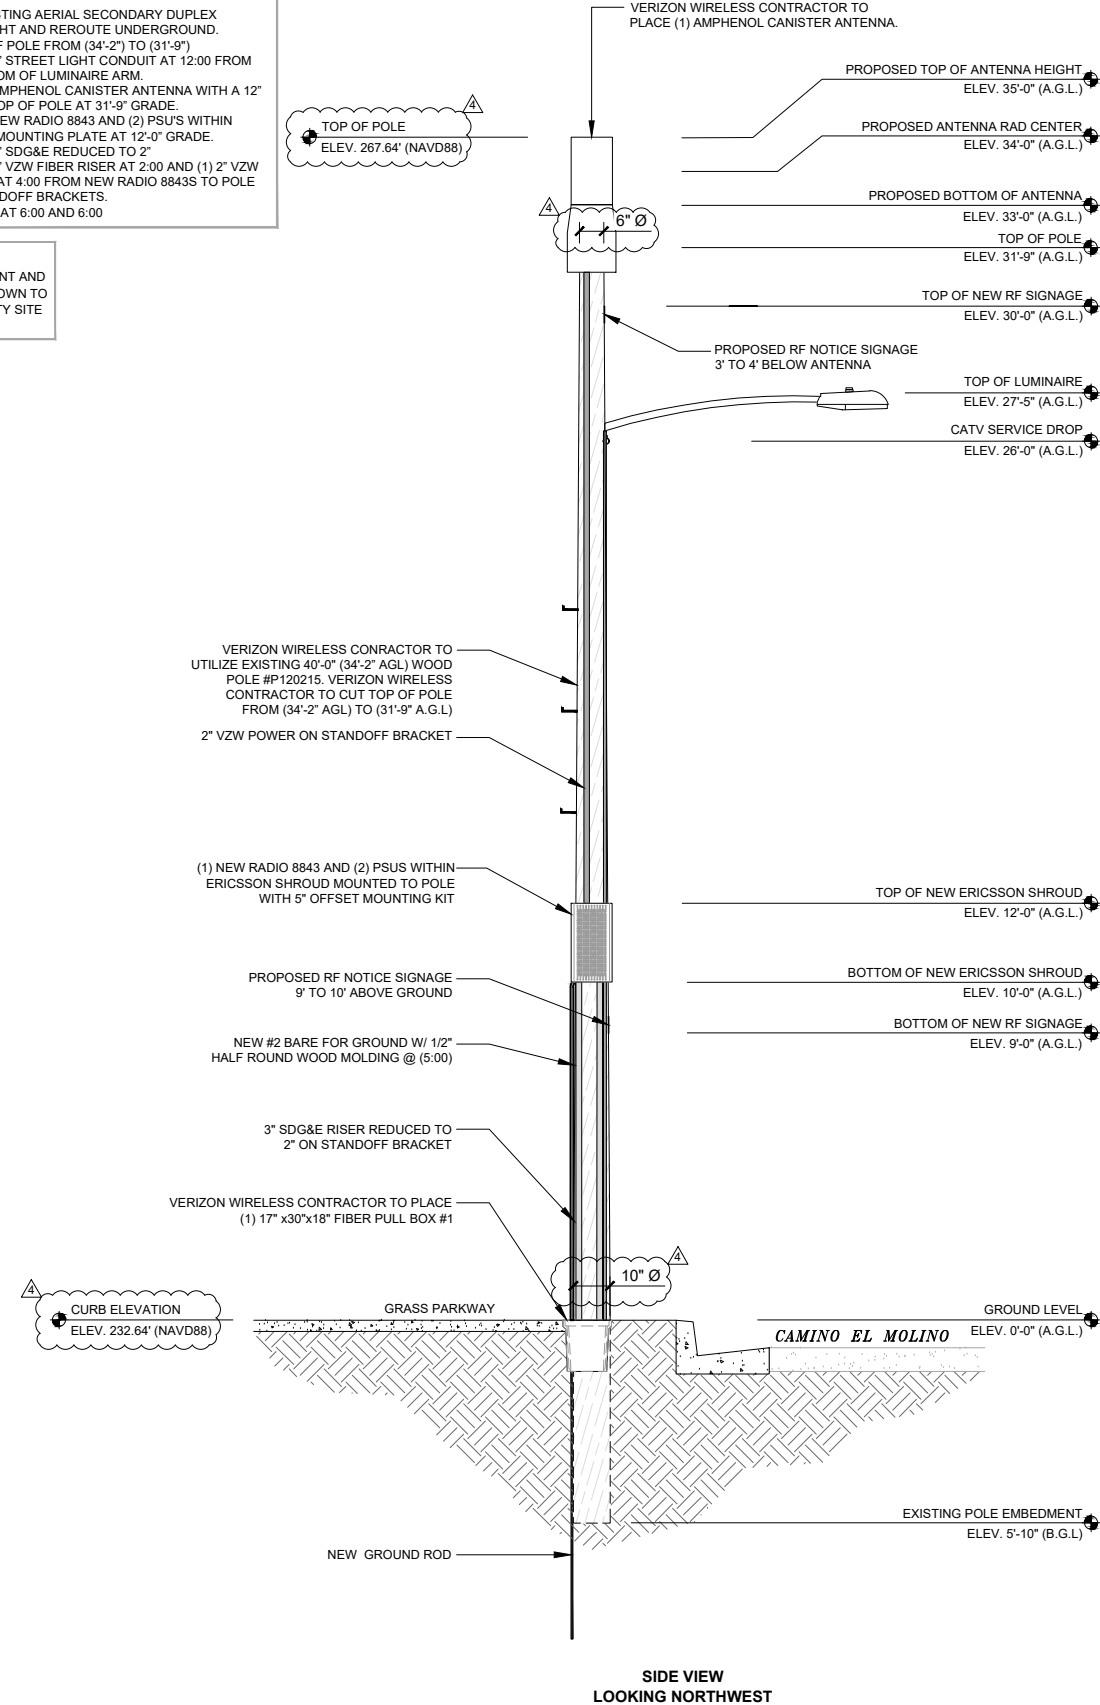 STING AERIAL SECONDARY DUPLEX
HT AND REROUTE UNDERGROUND.
F POLE FROM (34'-2") TO (31'-9")
" STREET LIGHT CONDUIT AT 12:00 FROM
OM OF LUMINAIRE ARM.
AMPHENOL CANISTER ANTENNA WITH A 12"
OP OF POLE AT 31'-9" GRADE.
NEW RADIO 8843 AND (2) PSU'S WITHIN
MOUNTING PLATE AT 12'-0" GRADE.
" SDG&E REDUCED TO 2"
" VZW FIBER RISER AT 2:00 AND (1) 2" VZW
AT 4:00 FROM NEW RADIO 8843S TO POLE
NDOFF BRACKETS.
AT 6:00 AND 6:00
NT AND
OWN TO
TY SITE
VERIZON WIRELESS CONTRACTOR TO
PLACE (1) AMPHENOL CANISTER ANTENNA.
4
TOP OF POLE
ELEV. 267.64' (NAVD88)
4
6" Ø
PROPOSED TOP OF ANTENNA HEIGHT
ELEV. 35'-0" (A.G.L.)
PROPOSED ANTENNA RAD CENTER
ELEV. 34'-0" (A.G.L.)
PROPOSED BOTTOM OF ANTENNA
ELEV. 33'-0" (A.G.L.)
TOP OF POLE
ELEV. 31'-9" (A.G.L.)
TOP OF NEW RF SIGNAGE
ELEV. 30'-0" (A.G.L.)
PROPOSED RF NOTICE SIGNAGE
3' TO 4' BELOW ANTENNA
TOP OF LUMINAIRE
ELEV. 27'-5" (A.G.L.)
CATV SERVICE DROP
ELEV. 26'-0" (A.G.L.)
VERIZON WIRELESS CONRACTOR TO
UTILIZE EXISTING 40'-0" (34'-2" AGL) WOOD
POLE #P120215. VERIZON WIRELESS
CONTRACTOR TO CUT TOP OF POLE
FROM (34'-2" AGL) TO (31'-9" A.G.L)
2" VZW POWER ON STANDOFF BRACKET
(1) NEW RADIO 8843 AND (2) PSUS WITHIN
ERICSSON SHROUD MOUNTED TO POLE
WITH 5" OFFSET MOUNTING KIT
TOP OF NEW ERICSSON SHROUD
ELEV. 12'-0" (A.G.L.)
PROPOSED RF NOTICE SIGNAGE
9' TO 10' ABOVE GROUND
BOTTOM OF NEW ERICSSON SHROUD
ELEV. 10'-0" (A.G.L.)
BOTTOM OF NEW RF SIGNAGE
ELEV. 9'-0" (A.G.L.)
NEW #2 BARE FOR GROUND W/ 1/2"
HALF ROUND WOOD MOLDING @ (5:00)
3" SDG&E RISER REDUCED TO
2" ON STANDOFF BRACKET
VERIZON WIRELESS CONTRACTOR TO PLACE
(1) 17" x30"x18" FIBER PULL BOX #1
4
10" Ø
4
CURB ELEVATION
ELEV. 232.64' (NAVD88)
GRASS PARKWAY
GROUND LEVEL
ELEV. 0'-0" (A.G.L.)
CAMINO EL MOLINO
EXISTING POLE EMBEDMENT
ELEV. 5'-10" (B.G.L)
NEW GROUND ROD
SIDE VIEW
LOOKING NORTHWEST